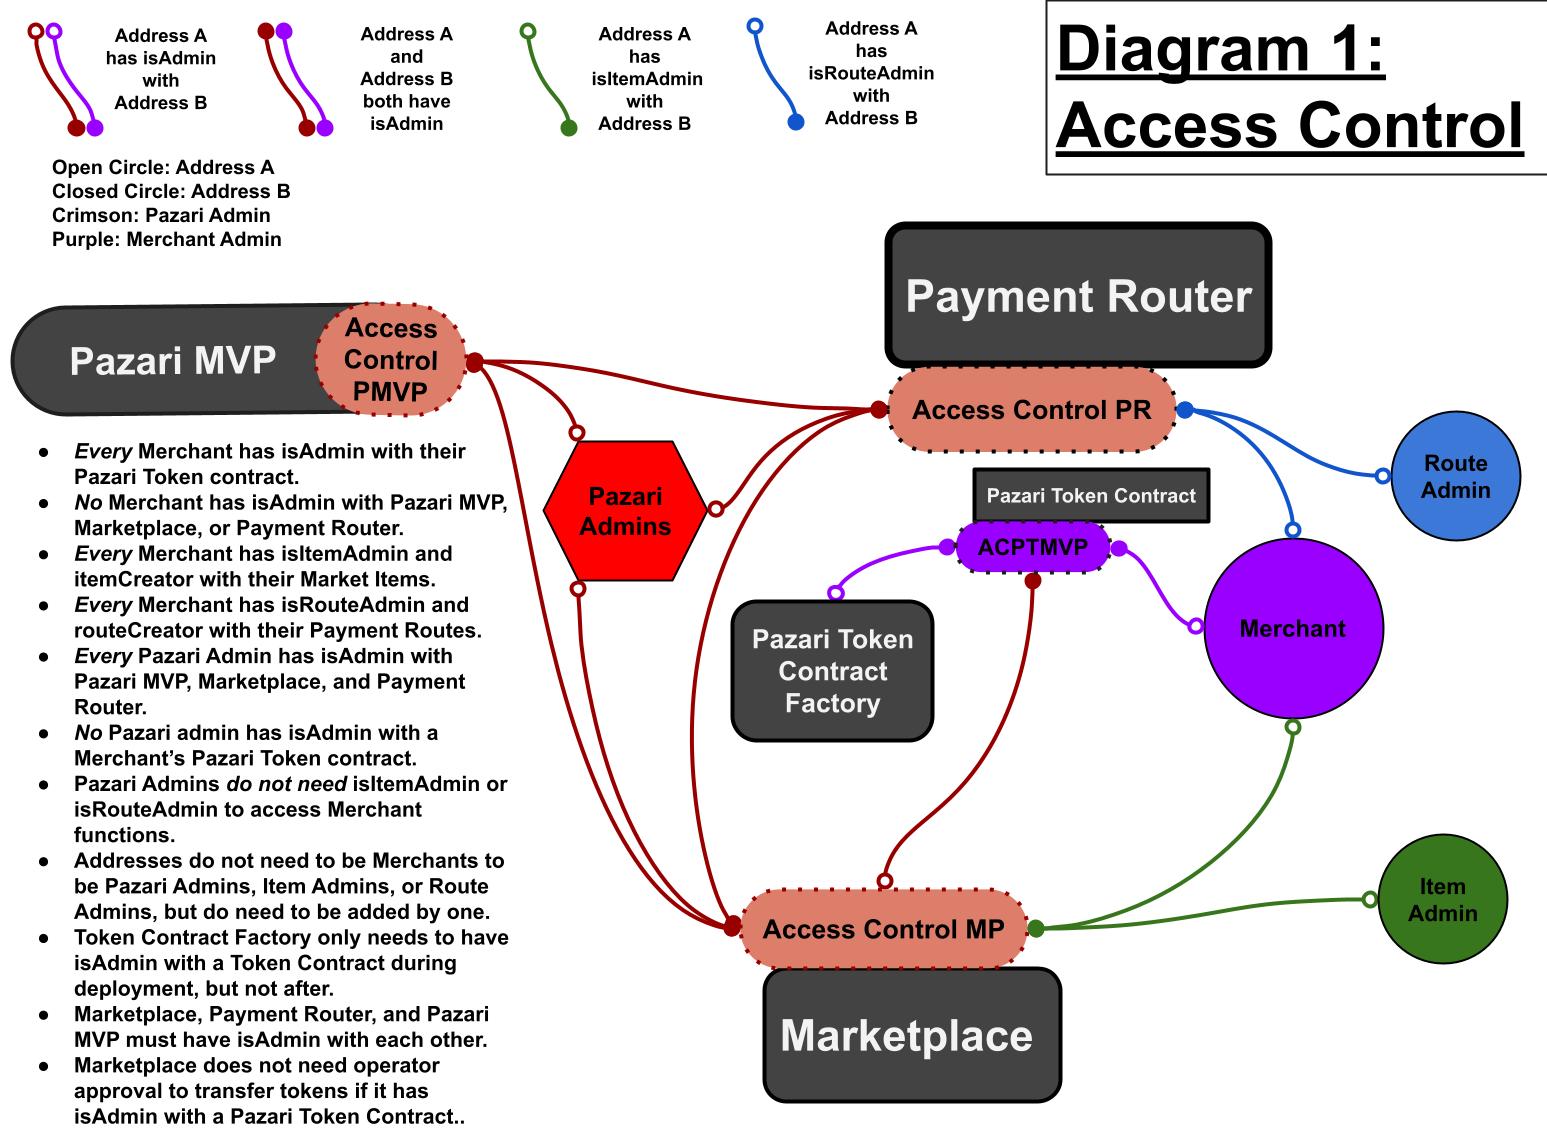 Address A
has isAdmin
with
Address B
Address A
and
Address B
both have
isAdmin
Address A
has
isItemAdmin
with
Address B
Address A
has
isRouteAdmin
with
Address B
Diagram 1:
Access Control
Open Circle: Address A
Closed Circle: Address B
Crimson: Pazari Admin
Purple: Merchant Admin
Pazari MVP
Access
Control
PMVP
Payment Router
Access Control PR
Route
Admin
Pazari
Admins
Pazari Token Contract
ACPTMVP
Pazari Token
Contract
Factory
Merchant
Access Control MP
Marketplace
Item
Admin
● Every Merchant has isAdmin with their
Pazari Token contract.
● No Merchant has isAdmin with Pazari MVP,
Marketplace, or Payment Router.
● Every Merchant has isItemAdmin and
itemCreator with their Market Items.
● Every Merchant has isRouteAdmin and
routeCreator with their Payment Routes.
● Every Pazari Admin has isAdmin with
Pazari MVP, Marketplace, and Payment
Router.
● No Pazari admin has isAdmin with a
Merchant’s Pazari Token contract.
● Pazari Admins do not need isItemAdmin or
isRouteAdmin to access Merchant
functions.
● Addresses do not need to be Merchants to
be Pazari Admins, Item Admins, or Route
Admins, but do need to be added by one.
● Token Contract Factory only needs to have
isAdmin with a Token Contract during
deployment, but not after.
● Marketplace, Payment Router, and Pazari
MVP must have isAdmin with each other.
● Marketplace does not need operator
approval to transfer tokens if it has
isAdmin with a Pazari Token Contract..